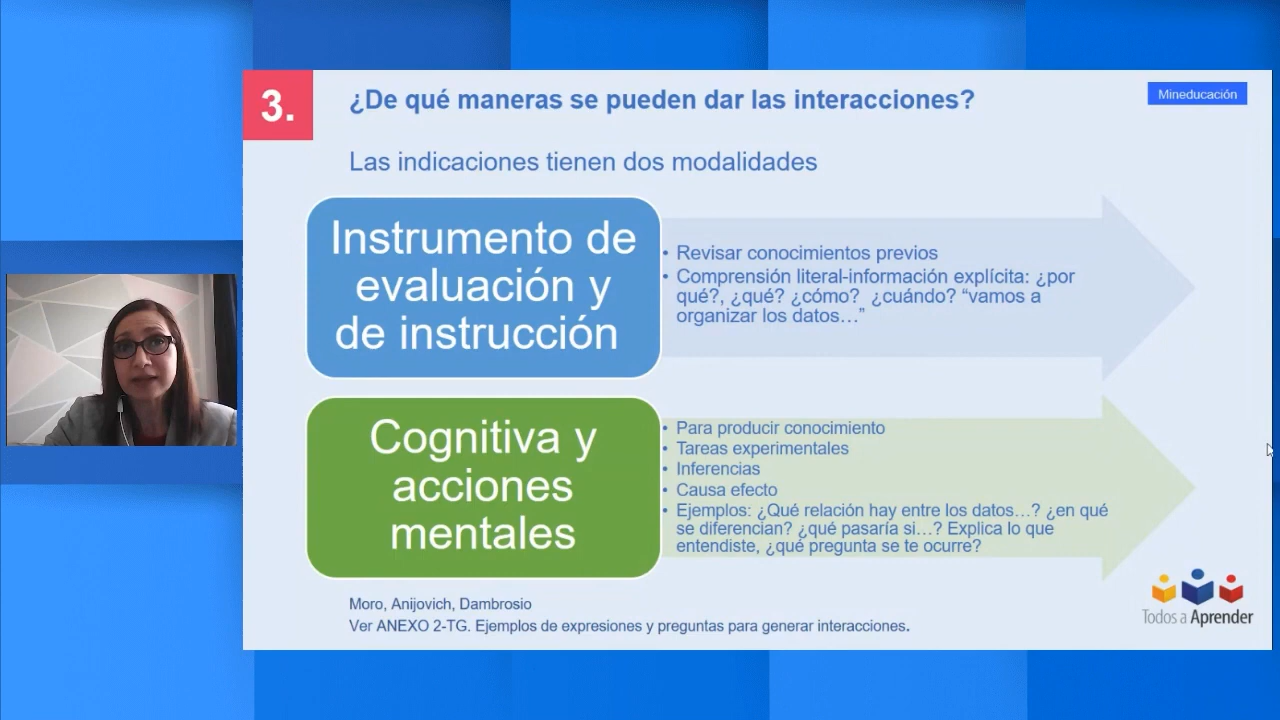 3.
¿De qué maneras se pueden dar las interacciones?
Mineducación
Las indicaciones tienen dos modalidades
Instrumento de
evaluación y
de instrucción
• Revisar conocimientos previos
• Comprensión literal-información explícita: ¿por
qué?, ¿qué? ¿cómo? ¿cuándo? “vamos a
organizar los datos…”
Cognitiva y
acciones
mentales
• Para producir conocimiento
• Tareas experimentales
• Inferencias
• Causa efecto
• Ejemplos: ¿Qué relación hay entre los datos…? ¿en qué
se diferencian? ¿qué pasaría si…? Explica lo que
entendiste, ¿qué pregunta se te ocurre?
Moro, Anijovich, Dambrosio
Ver ANEXO 2-TG. Ejemplos de expresiones y preguntas para generar interacciones.
Todos a Aprender